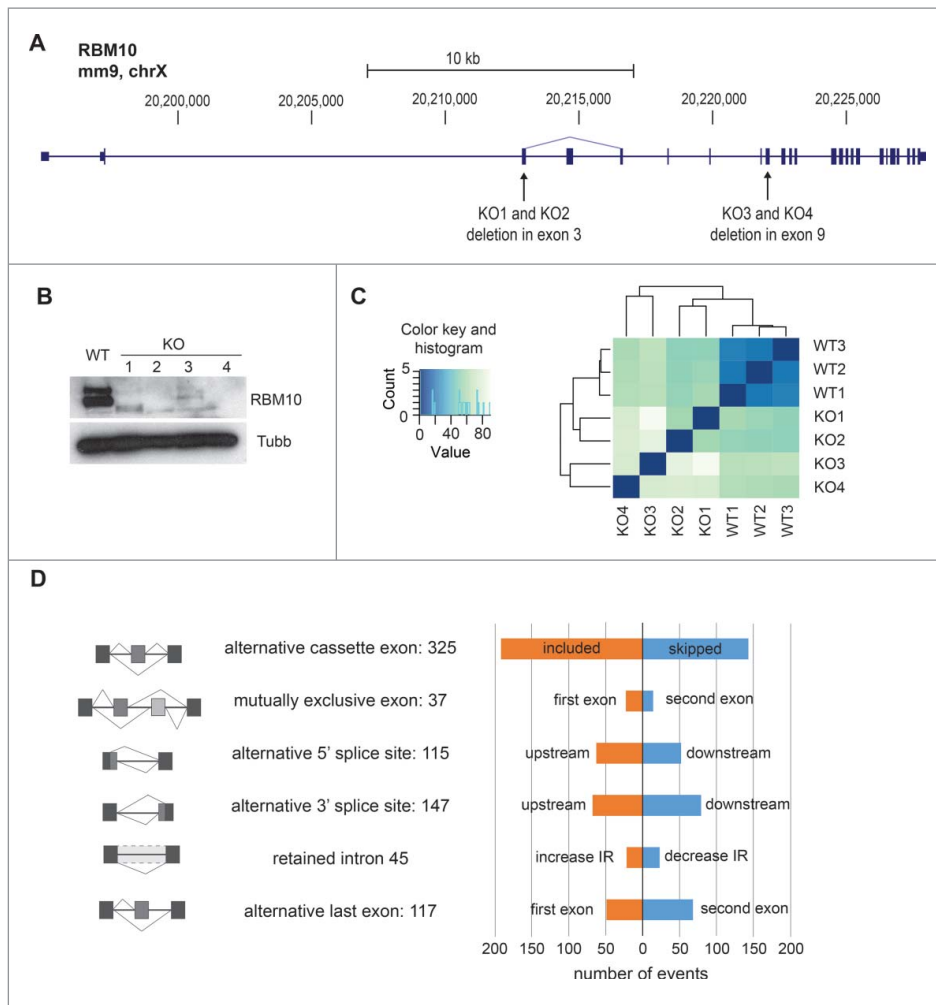 A
RBM10
mm9, chrX
10 kb
20,200,000 20,205,000 20,210,000 20,215,000 20,220,000 20,225,000
KO1 and KO2
deletion in exon 3
KO3 and KO4
deletion in exon 9
B
WT KO
1 2 3 4
RBM10
Tubb
C
Color key and
histogram
Count
0 5
0 40 80
Value
WT3
WT2
WT1
KO1
KO2
KO3
KO4
KO4 KO3 KO2 KO1 WT1 WT2 WT3
D
alternative cassette exon: 325
included skipped
mutually exclusive exon: 37
first exon second exon
alternative 5' splice site: 115
upstream downstream
alternative 3' splice site: 147
upstream downstream
retained intron 45
increase IR decrease IR
alternative last exon: 117
first exon second exon
200 150 100 50 0 50 100 150 200
number of events